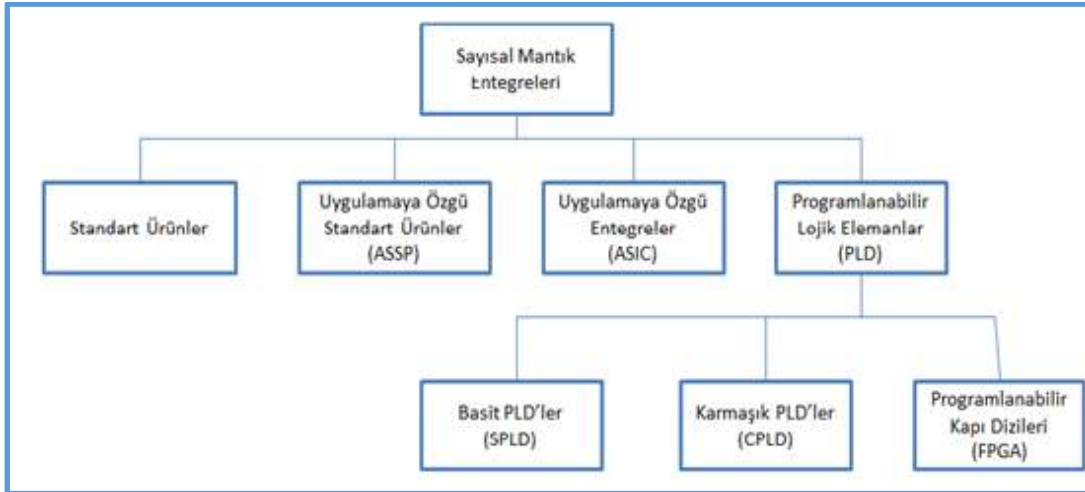 Sayısal Mantık
Entegreleri
Standart Ürünler
Uygulamaya Özgü
Standart Ürünler
(ASSP)
Uygulamaya Özgü
Entegreler
(ASIC)
Programlanabilir
Lojik Elemanlar
(PLD)
Basit PLD'ler
(SPLD)
Karmaşık PLD'ler
(CPLD)
Programlanabilir
Kapı Dizileri
(FPGA)